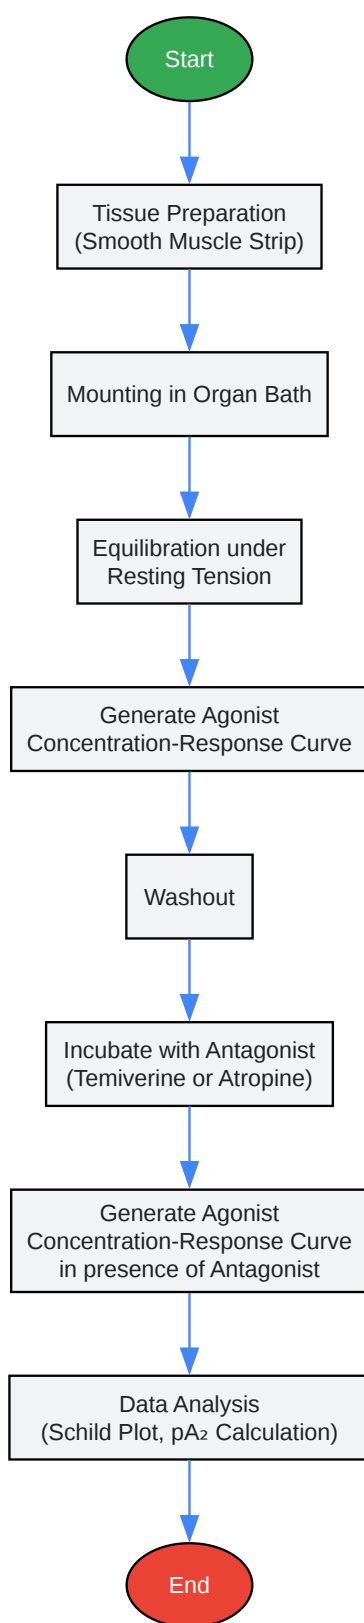 Start
Tissue Preparation
(Smooth Muscle Strip)
Mounting in Organ Bath
Equilibration under
Resting Tension
Generate Agonist
Concentration-Response Curve
Washout
Incubate with Antagonist
(Temiverine or Atropine)
Generate Agonist
Concentration-Response Curve
in presence of Antagonist
Data Analysis
(Schild Plot, pA₂ Calculation)
End